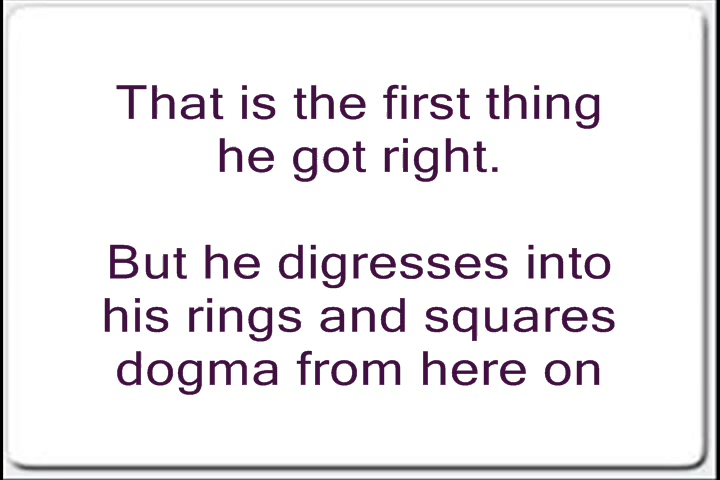 That is the first thing
he got right.
But he digresses into
his rings and squares
dogma from here on